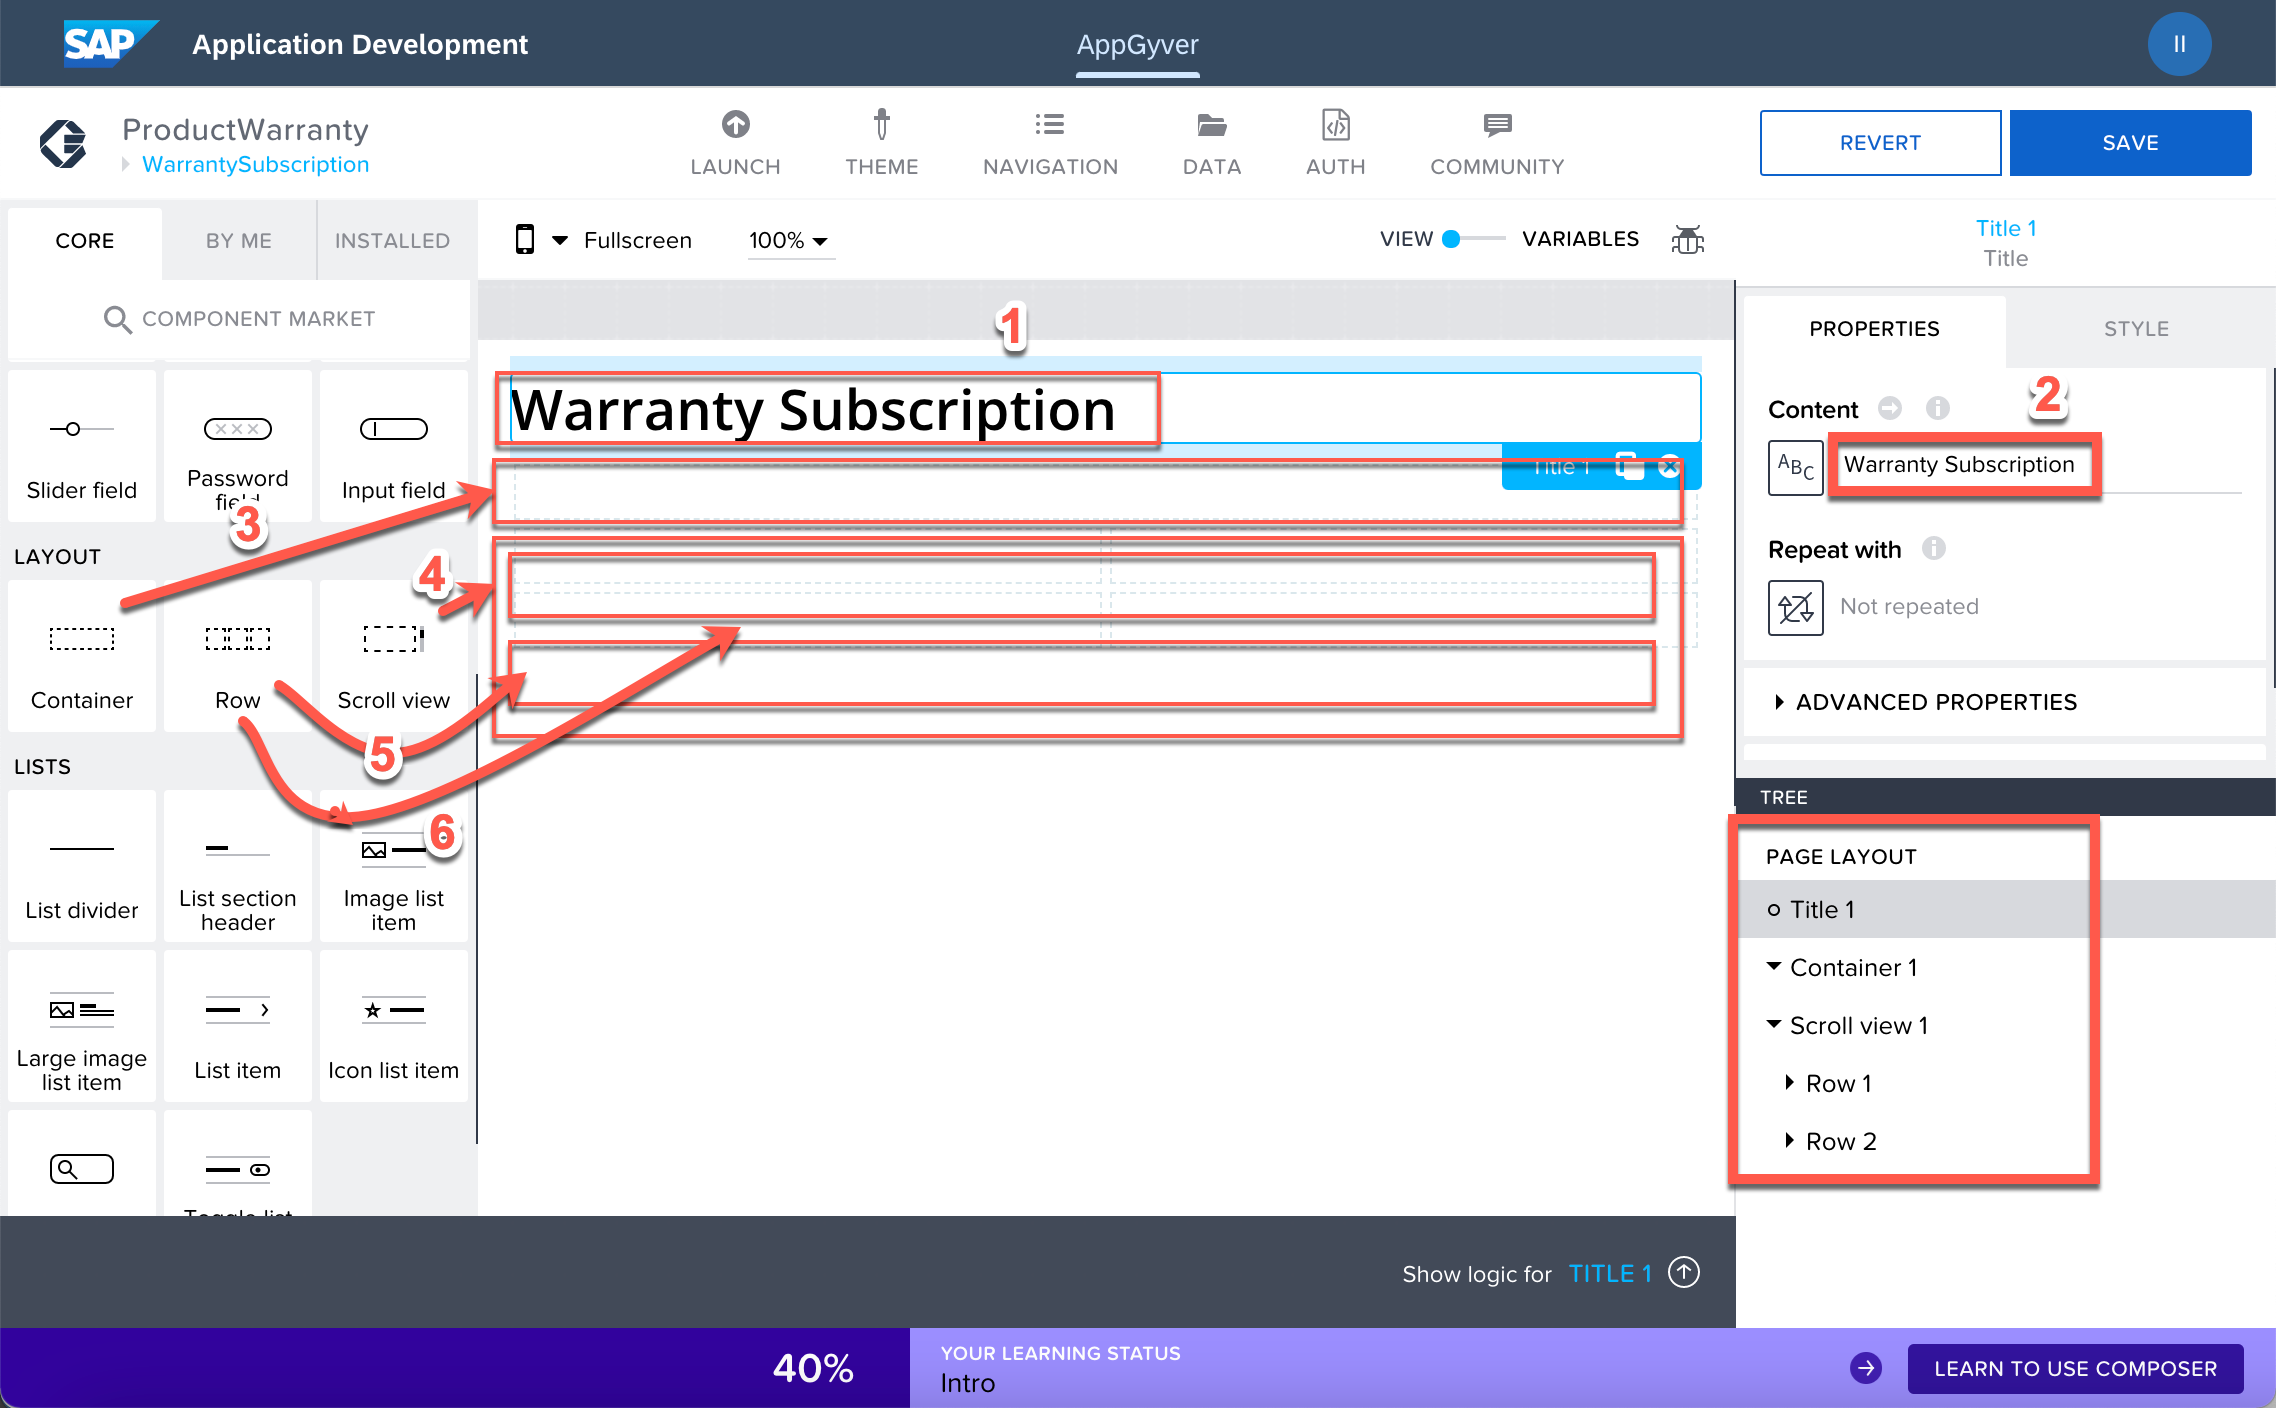 SAP Application Development
AppGyver
II
ProductWarranty
WarrantySubscription
LAUNCH
THEME
NAVIGATION
DATA
AUTH
COMMUNITY
REVERT
SAVE
CORE
BY ME
INSTALLED
Fullscreen
100%
VIEW
VARIABLES
Title 1
Title
COMPONENT MARKET
PROPERTIES
STYLE
1
2
Warranty Subscription
Title 1
Content
ABC
Warranty Subscription
Slider field
Password
field
Input field
3
4
LAYOUT
Repeat with
Not repeated
Container
Row
Scroll view
ADVANCED PROPERTIES
5
LISTS
TREE
6
List divider
List section
header
Image list
item
PAGE LAYOUT
Title 1
Container 1
Scroll view 1
Row 1
Row 2
Large image
list item
List item
Icon list item
Toggle list
Show logic for TITLE 1
40%
YOUR LEARNING STATUS
Intro
LEARN TO USE COMPOSER